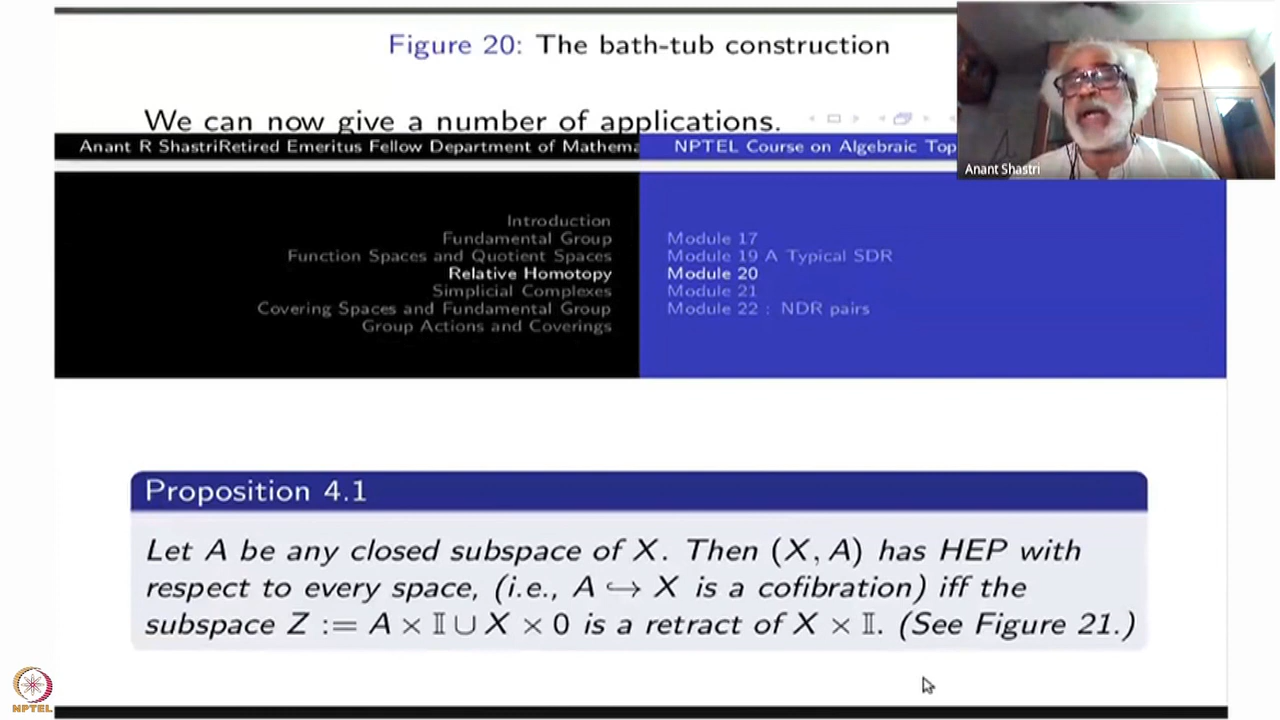 Figure 20: The bath-tub construction
We can now give a number of applications.
Anant R ShastriRetired Emeritus Fellow Department of Mathema
NPTEL Course on Algebraic Top
Anant Shastri
Introduction
Fundamental Group
Function Spaces and Quotient Spaces
Relative Homotopy
Simplicial Complexes
Covering Spaces and Fundamental Group
Group Actions and Coverings
Module 17
Module 19 A Typical SDR
Module 20
Module 21
Module 22 : NDR pairs
Proposition 4.1
Let A be any closed subspace of X. Then (X, A) has HEP with
respect to every space, (i.e., A ↪ X is a cofibration) iff the
subspace Z := A × 𝕀 ∪ X × 0 is a retract of X × 𝕀. (See Figure 21.)
NPTEL